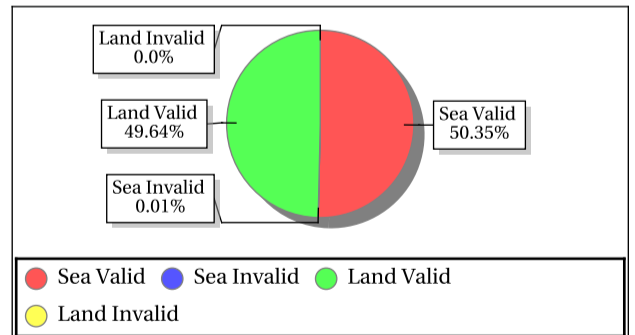 Land Invalid
0.0%
Land Valid
49.64%
Sea Valid
50.35%
Sea Invalid
0.01%
Sea Valid Sea Invalid Land Valid
Land Invalid